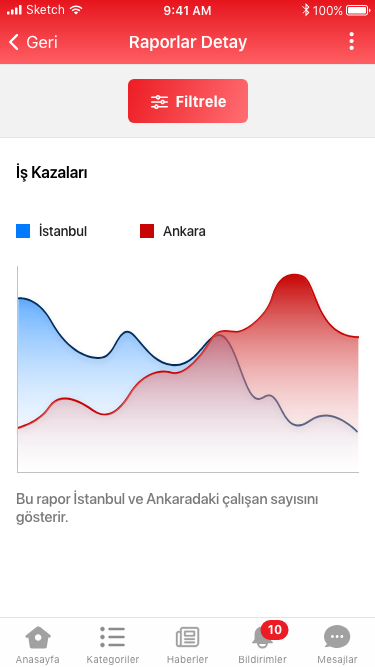 Sketch 9:41 AM 100%
Geri Raporlar Detay
Filtrele
İş Kazaları
İstanbul Ankara
Bu rapor İstanbul ve Ankaradaki çalışan sayısını
gösterir.
10
Anasayfa Kategoriler Haberler Bildirimler Mesajlar